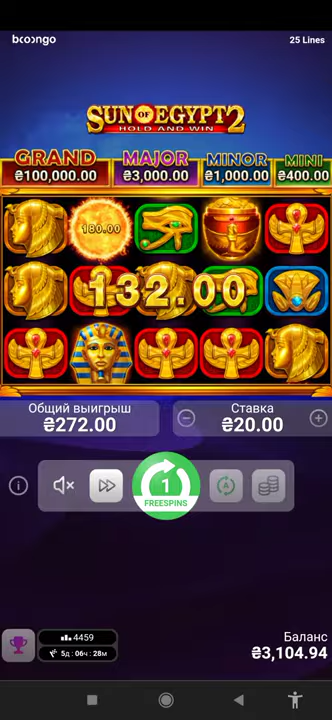 booongo
25 Lines
SUN OF EGYPT 2
HOLD AND WIN
GRAND
₴100,000.00
MAJOR
₴3,000.00
MINOR
₴1,000.00
MINI
₴400.00
180.00
132.00
Общий выигрыш
₴272.00
Ставка
₴20.00
i
1
FREESPINS
A
4459
5д : 06ч : 28м
Баланс
₴3,104.94